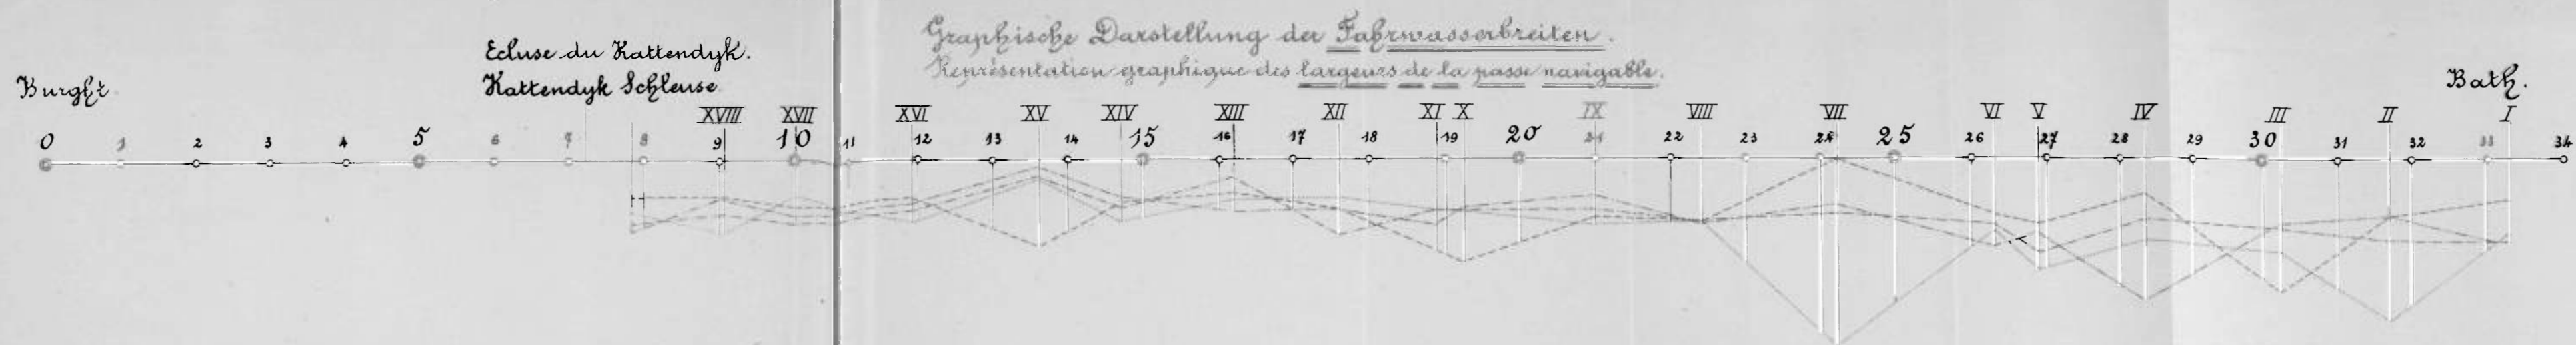 Graphische Darstellung der Fahrwasserbreiten.
Représentation graphique des largeurs de la passe navigable.
Ecluse du Kattendyk.
Kattendyk Schleuse
Burght
Bath.
XVIII XVII XVI XV XIV XIII XII XI X IX VIII VII VI V IV III II I
0 1 2 3 4 5 6 7 8 9 10 11 12 13 14 15 16 17 18 19 20 21 22 23 24 25 26 27 28 29 30 31 32 33 34